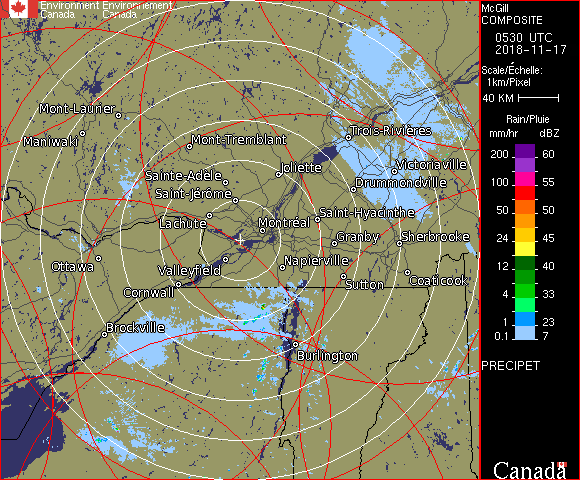 Environment Environnement
Canada Canada
McGill
COMPOSITE
0530 UTC
2018-11-17
Scale/Échelle:
1km/Pixel
40 KM
Rain/Pluie
mm/hr dBZ
200 60
150 57
100 55
50 50
24 45
12 40
4 33
1 23
0.1 7
PRECIPET
Canada
Mont-Laurier
Maniwaki
Mont-Tremblant
Trois-Rivières
Sainte-Adèle
Joliette
Victoriaville
Saint-Jérôme
Drummondville
Lachute
Montréal
Saint-Hyacinthe
Ottawa
Granby
Sherbrooke
Valleyfield
Napierville
Cornwall
Sutton
Coaticook
Brockville
Burlington